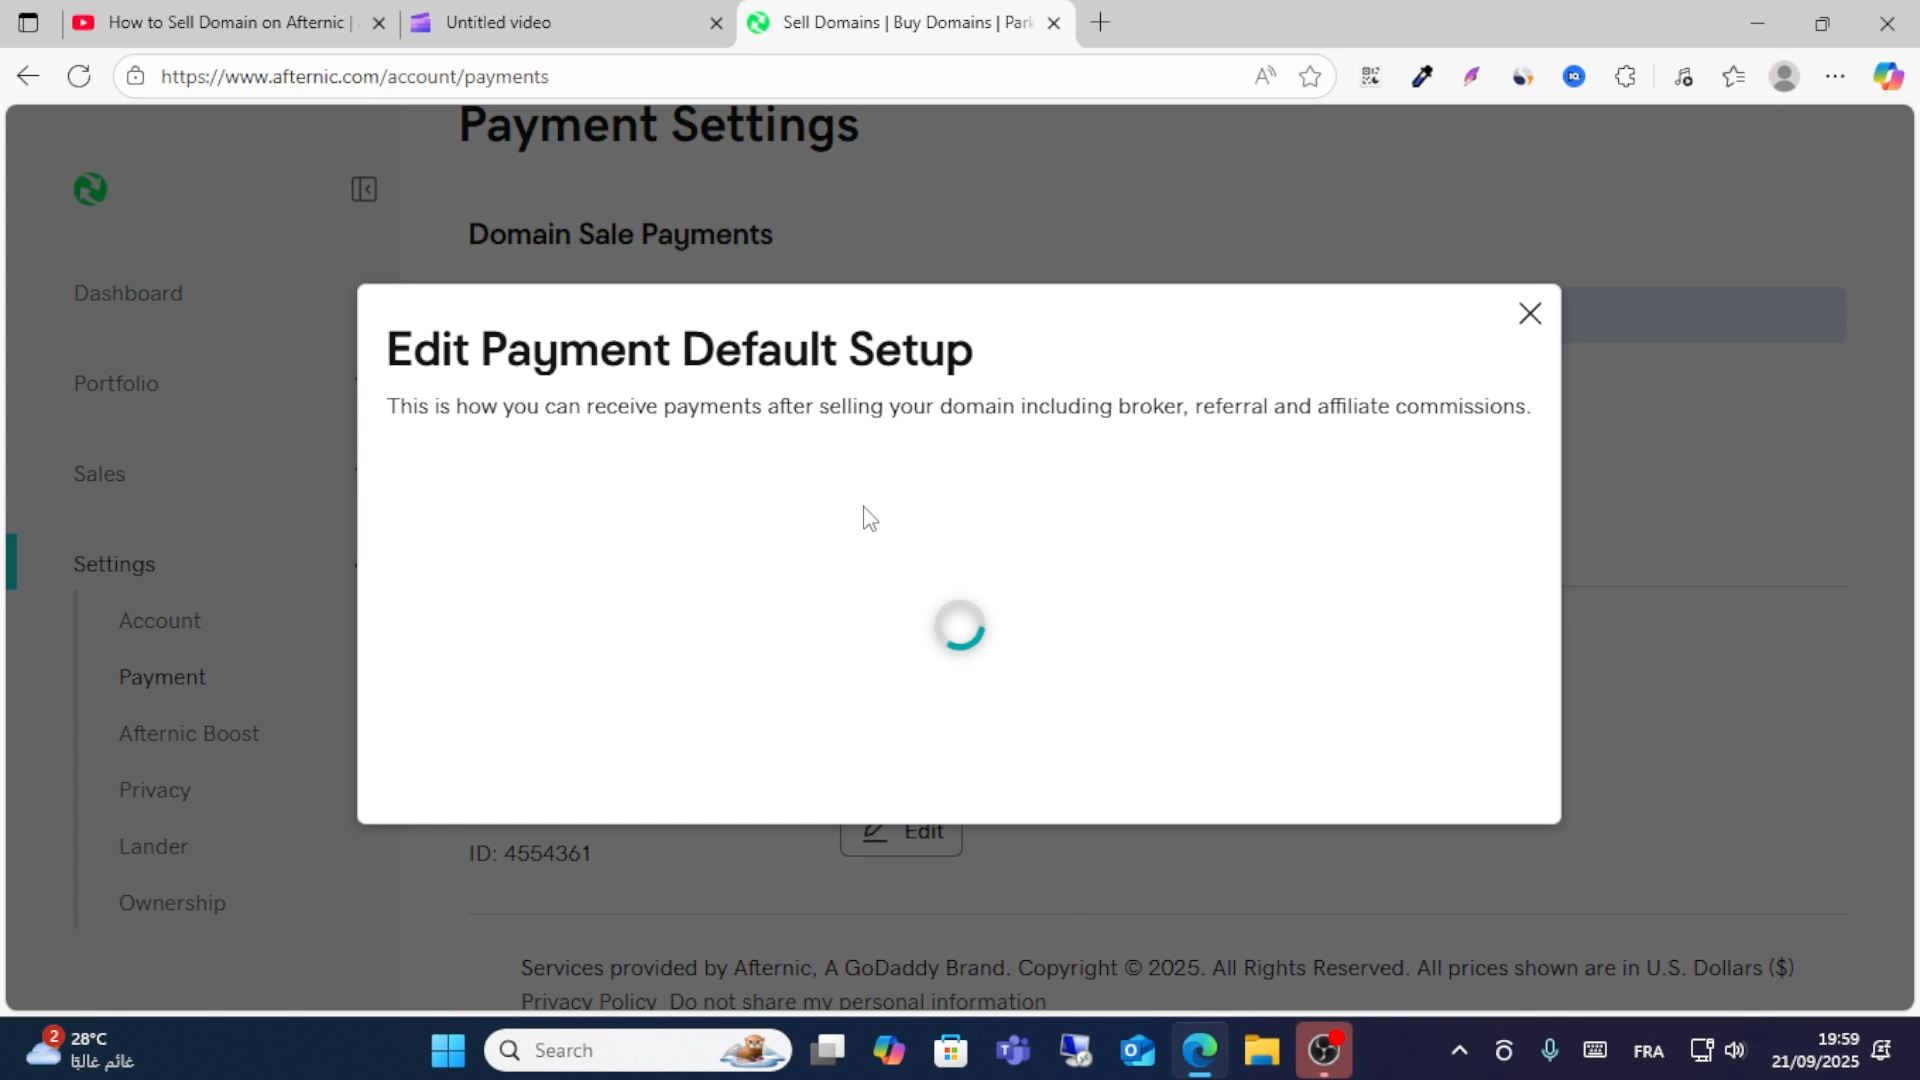 How to Sell Domain on Afternic |
Untitled video
Sell Domains | Buy Domains | Park
https://www.afternic.com/account/payments
Payment Settings
Domain Sale Payments
Dashboard
Portfolio
Sales
Settings
Account
Payment
Afternic Boost
Privacy
Lander
Ownership
Edit Payment Default Setup
This is how you can receive payments after selling your domain including broker, referral and affiliate commissions.
Edit
ID: 4554361
Services provided by Afternic, A GoDaddy Brand. Copyright © 2025. All Rights Reserved. All prices shown are in U.S. Dollars ($)
Privacy Policy Do not share my personal information
2
28°C
غائم غالبًا
Search
FRA
19:59
21/09/2025